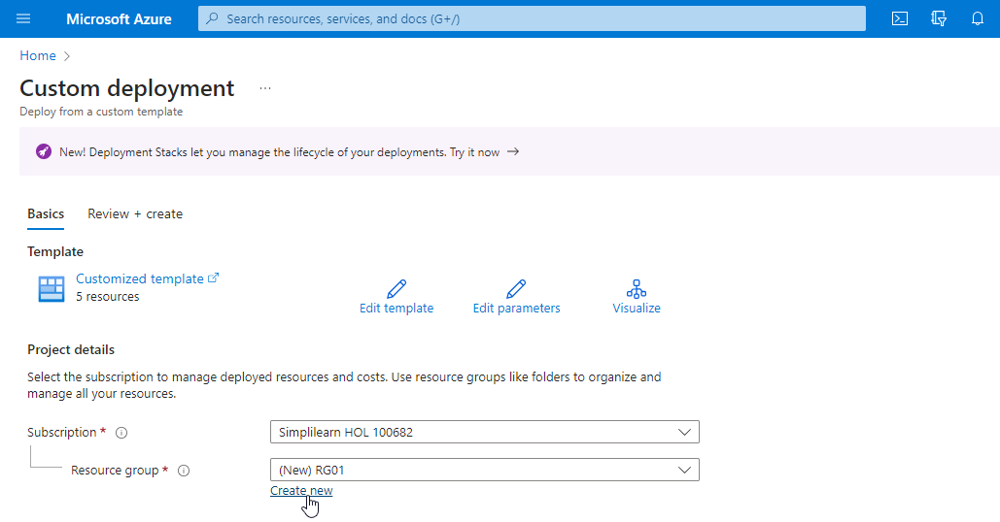 Microsoft Azure
Search resources, services, and docs (G+/)
Home
Custom deployment
Deploy from a custom template
New! Deployment Stacks let you manage the lifecycle of your deployments. Try it now →
Basics
Review + create
Template
Customized template
5 resources
Edit template
Edit parameters
Visualize
Project details
Select the subscription to manage deployed resources and costs. Use resource groups like folders to organize and
manage all your resources.
Subscription *
Simplilearn HOL 100682
Resource group *
(New) RG01
Create new